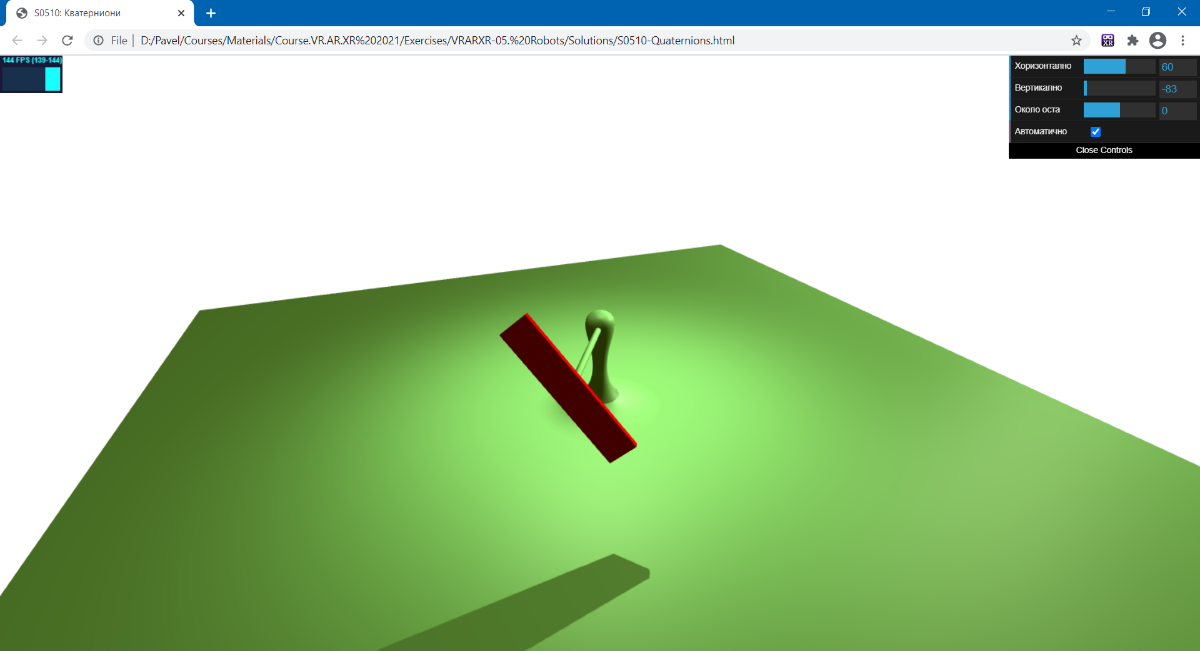 S0510: Кватерниони
File | D:/Pavel/Courses/Materials/Course.VR.AR.XR%202021/Exercises/VRARXR-05.%20Robots/Solutions/S0510-Quaternions.html
XR
144 FPS (139-144)
Хоризонтално 60
Вертикално -83
Около оста 0
Автоматично
Close Controls